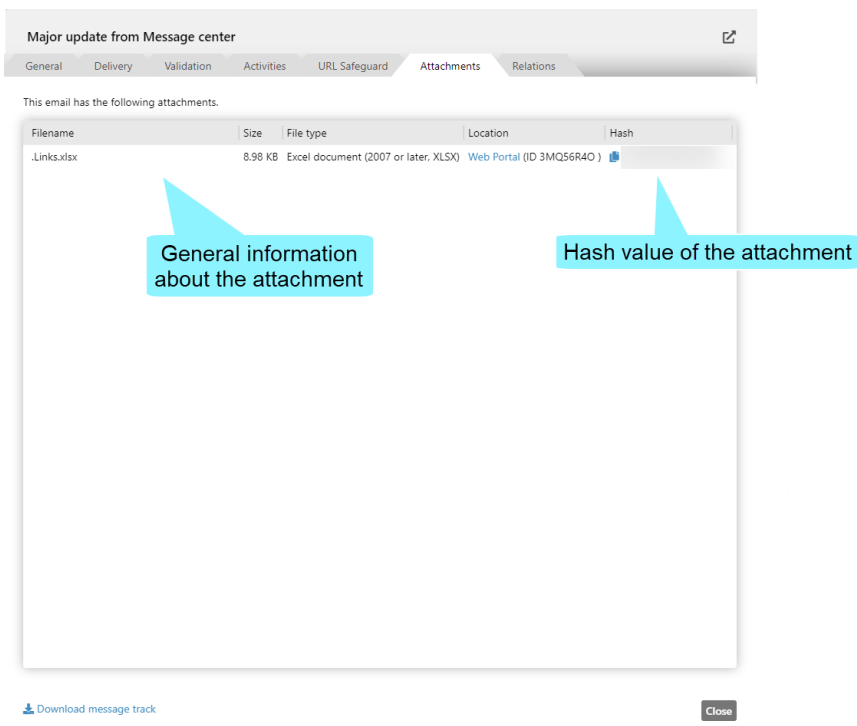 Major update from Message center
General Delivery Validation Activities URL Safeguard Attachments Relations
This email has the following attachments.
Filename Size File type Location Hash
.Links.xlsx 8.98 KB Excel document (2007 or later, XLSX) Web Portal (ID 3MQ56R4O )
General information
about the attachment
Hash value of the attachment
Download message track
Close